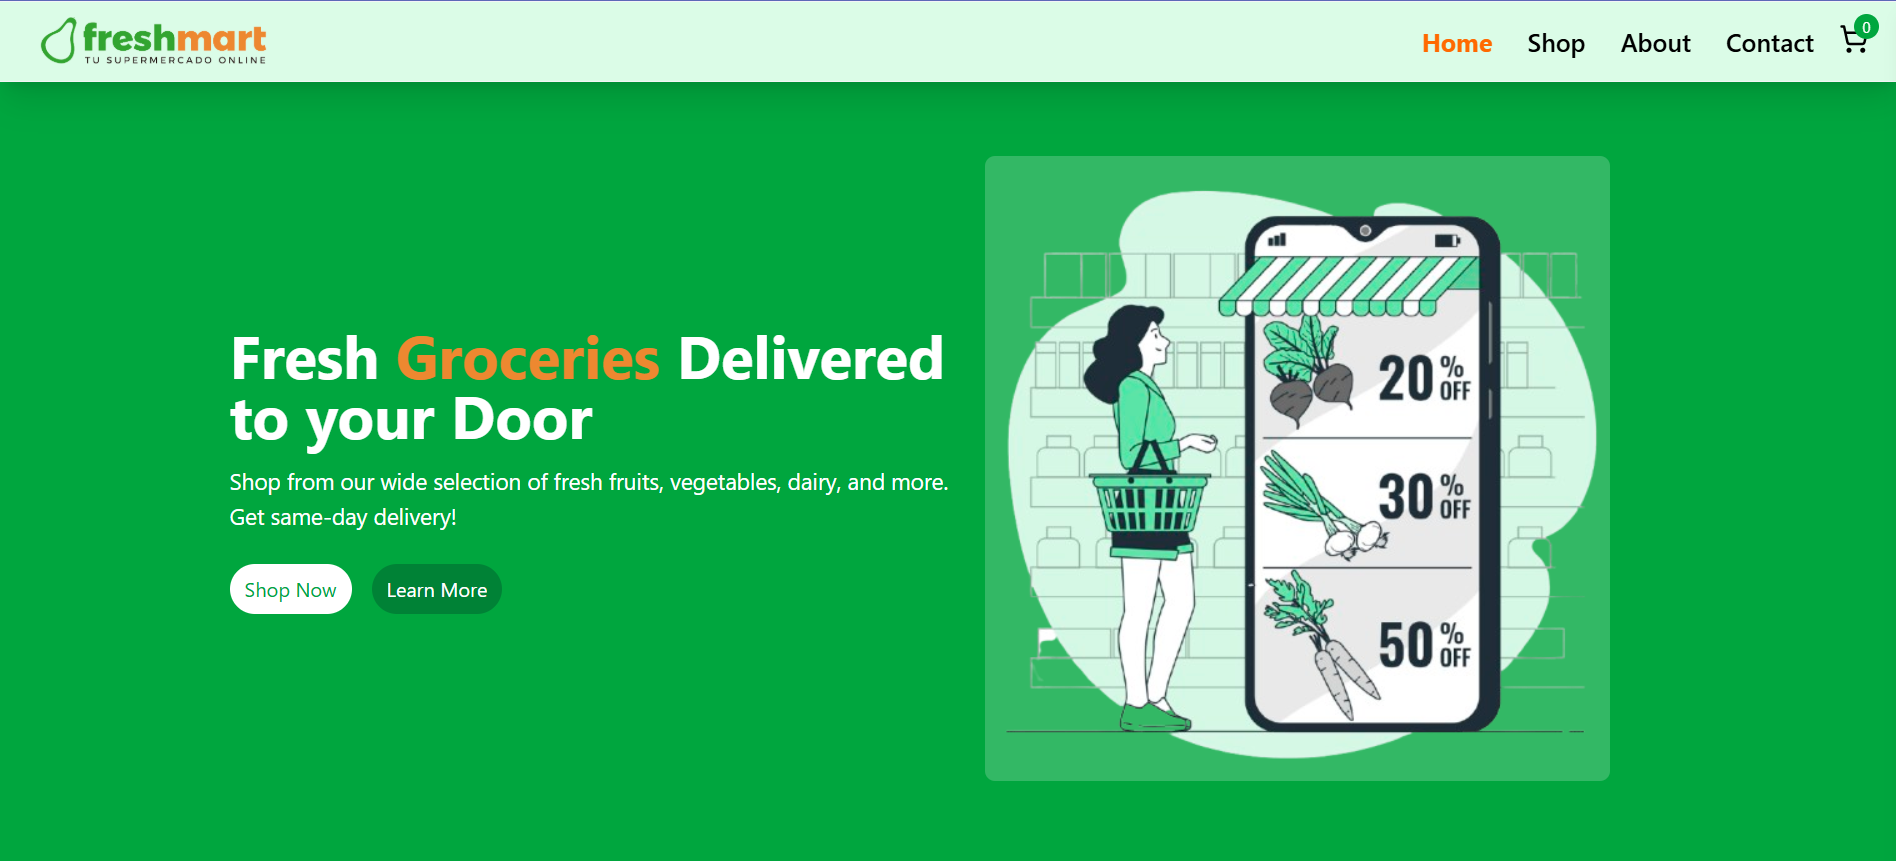 freshmart
TU SUPERMERCADO ONLINE
Home Shop About Contact 0
Fresh Groceries Delivered
to your Door
Shop from our wide selection of fresh fruits, vegetables, dairy, and more.
Get same-day delivery!
Shop Now Learn More
20% OFF
30% OFF
50% OFF